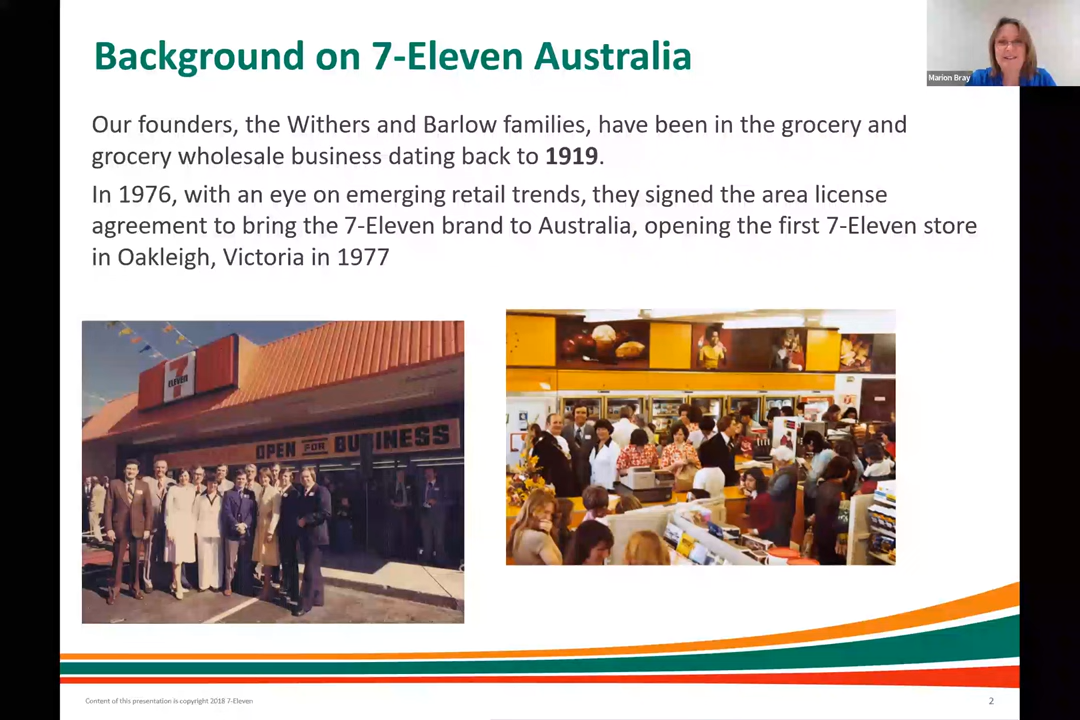 Background on 7-Eleven Australia
Marion Bray
Our founders, the Withers and Barlow families, have been in the grocery and
grocery wholesale business dating back to 1919.
In 1976, with an eye on emerging retail trends, they signed the area license
agreement to bring the 7-Eleven brand to Australia, opening the first 7-Eleven store
in Oakleigh, Victoria in 1977
7
ELEVEN
OPEN FOR BUSINESS
Content of this presentation is copyright 2018 7-Eleven
2